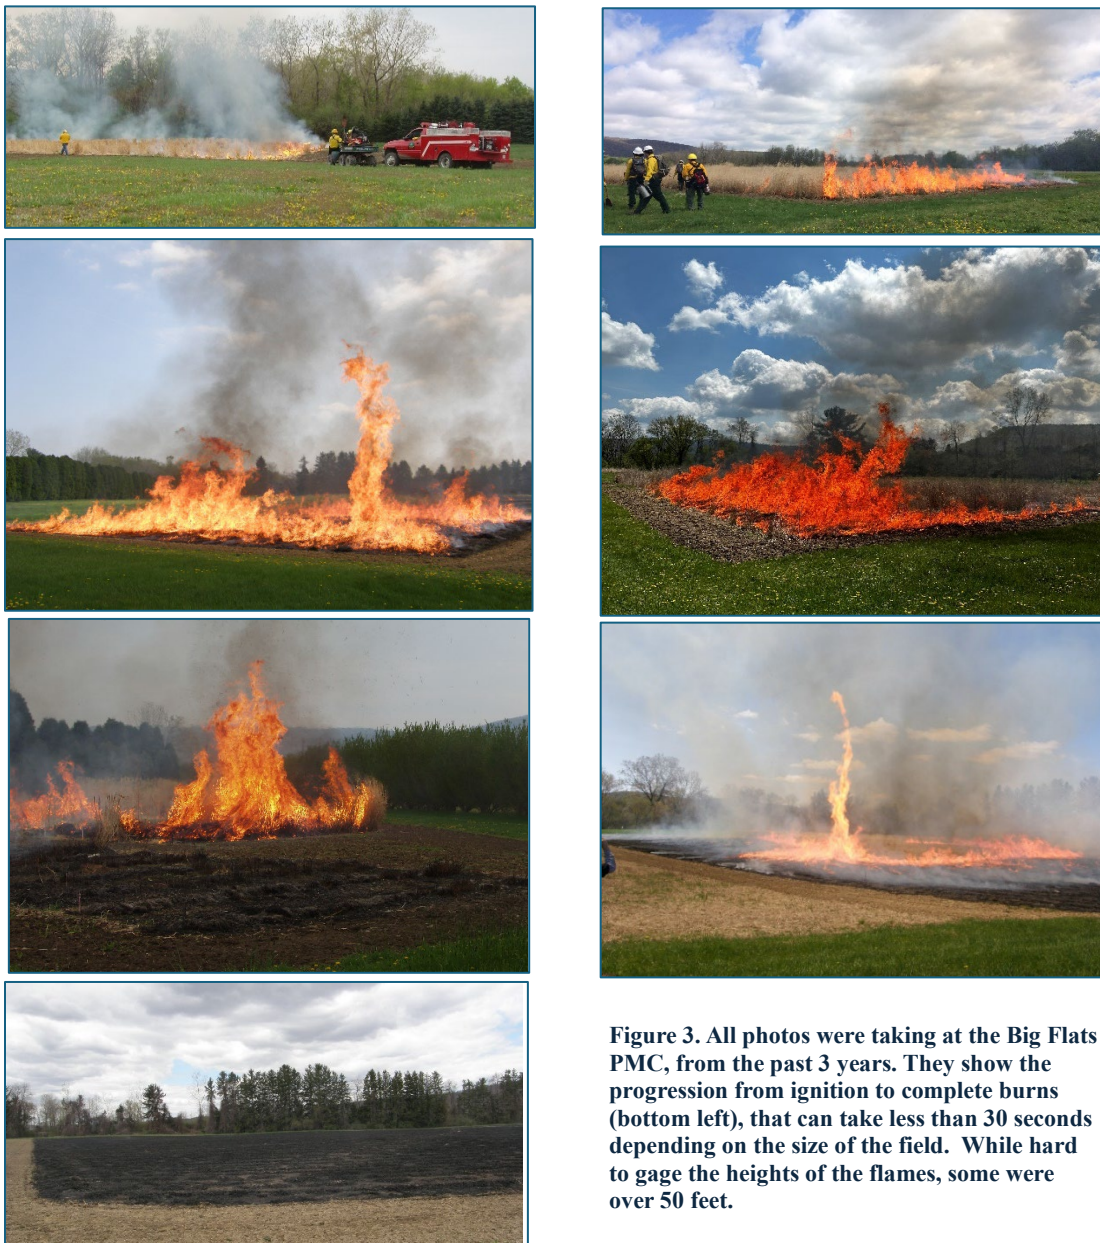 Figure 3. All photos were taking at the Big Flats
PMC, from the past 3 years. They show the
progression from ignition to complete burns
(bottom left), that can take less than 30 seconds
depending on the size of the field.  While hard
to gage the heights of the flames, some were
over 50 feet.